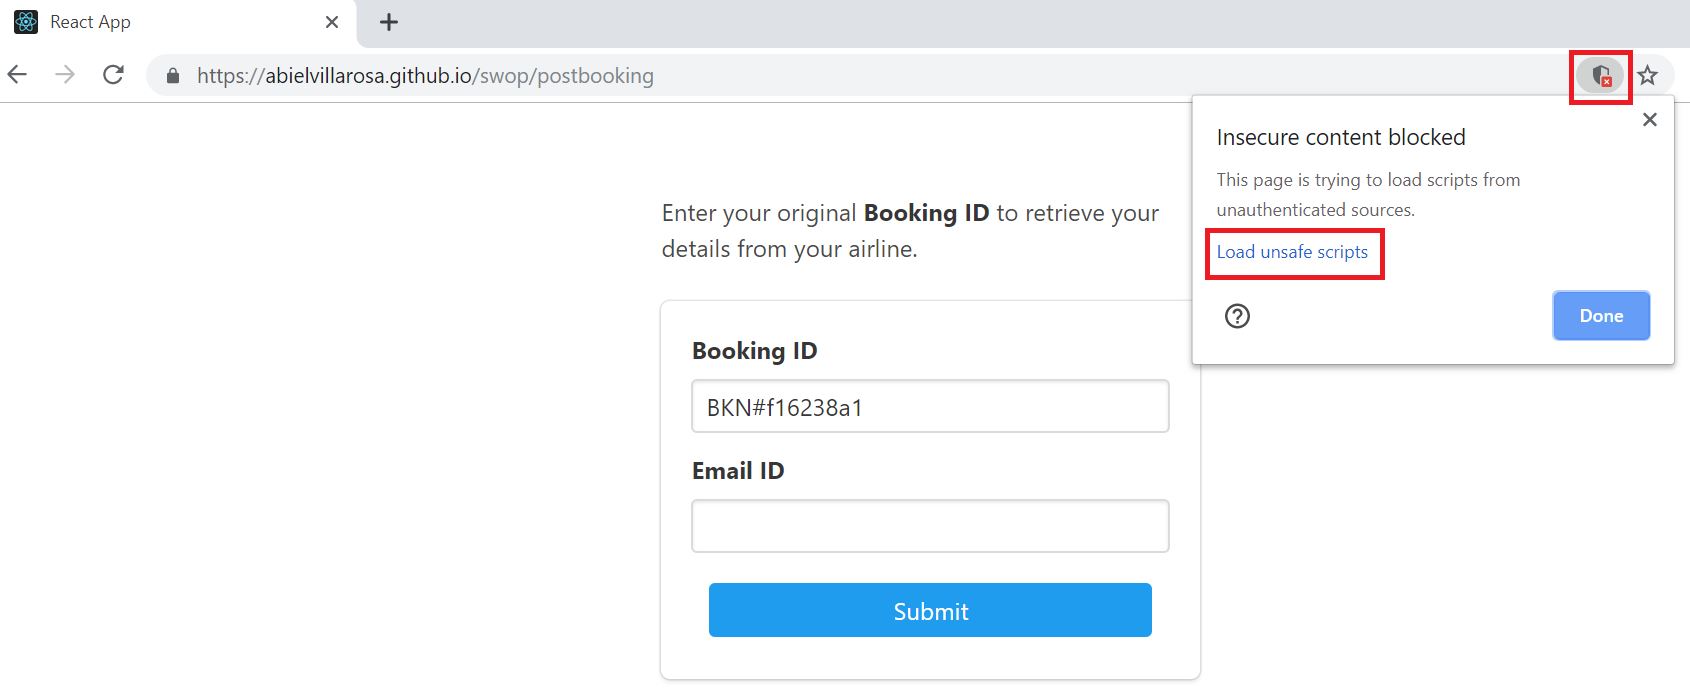 React App
https://abielvillarosa.github.io/swop/postbooking
Insecure content blocked
This page is trying to load scripts from
unauthenticated sources.
Load unsafe scripts
Done
Enter your original Booking ID to retrieve your
details from your airline.
Booking ID
BKN#f16238a1
Email ID
Submit